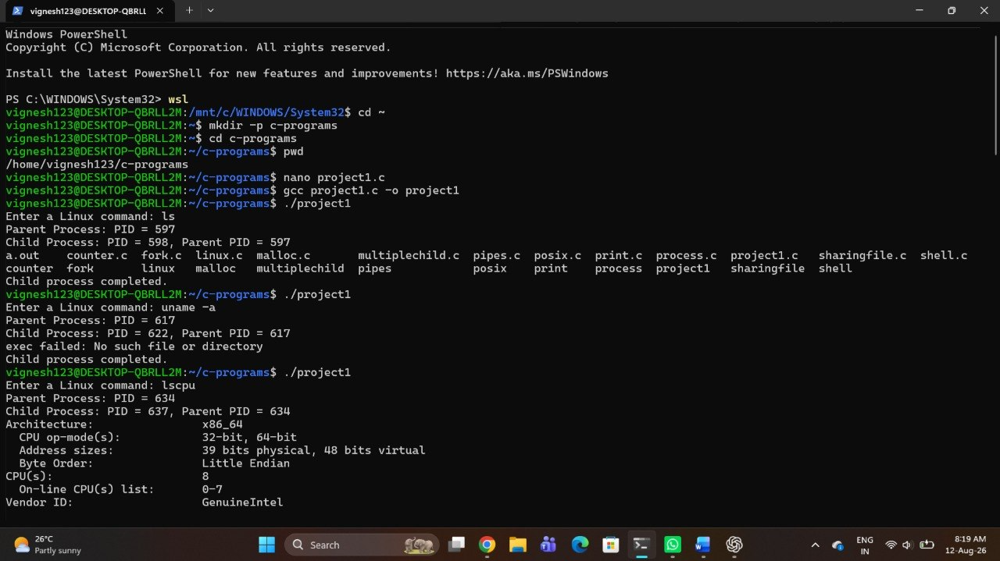 vignesh123@DESKTOP-QBRLL
Windows PowerShell
Copyright (C) Microsoft Corporation. All rights reserved.
Install the latest PowerShell for new features and improvements! https://aka.ms/PSWindows
PS C:\WINDOWS\System32> wsl
vignesh123@DESKTOP-QBRLL2M:/mnt/c/WINDOWS/System32$ cd ~
vignesh123@DESKTOP-QBRLL2M:~$ mkdir -p c-programs
vignesh123@DESKTOP-QBRLL2M:~$ cd c-programs
vignesh123@DESKTOP-QBRLL2M:~/c-programs$ pwd
/home/vignesh123/c-programs
vignesh123@DESKTOP-QBRLL2M:~/c-programs$ nano project1.c
vignesh123@DESKTOP-QBRLL2M:~/c-programs$ gcc project1.c -o project1
vignesh123@DESKTOP-QBRLL2M:~/c-programs$ ./project1
Enter a Linux command: ls
Parent Process: PID = 597
Child Process: PID = 598, Parent PID = 597
a.out    counter.c  fork.c  linux.c  malloc.c       multiplechild.c  pipes.c  posix.c  print.c  process.c  project1.c   sharingfile.c  shell.c
counter  fork       linux   malloc   multiplechild  pipes            posix    print    process  project1   sharingfile  shell
Child process completed.
vignesh123@DESKTOP-QBRLL2M:~/c-programs$ ./project1
Enter a Linux command: uname -a
Parent Process: PID = 617
Child Process: PID = 622, Parent PID = 617
exec failed: No such file or directory
Child process completed.
vignesh123@DESKTOP-QBRLL2M:~/c-programs$ ./project1
Enter a Linux command: lscpu
Parent Process: PID = 634
Child Process: PID = 637, Parent PID = 634
Architecture:                x86_64
  CPU op-mode(s):            32-bit, 64-bit
  Address sizes:             39 bits physical, 48 bits virtual
  Byte Order:                Little Endian
CPU(s):                      8
  On-line CPU(s) list:       0-7
Vendor ID:                   GenuineIntel
26°C
Partly sunny
Search
ENG
IN
8:19 AM
12-Aug-26